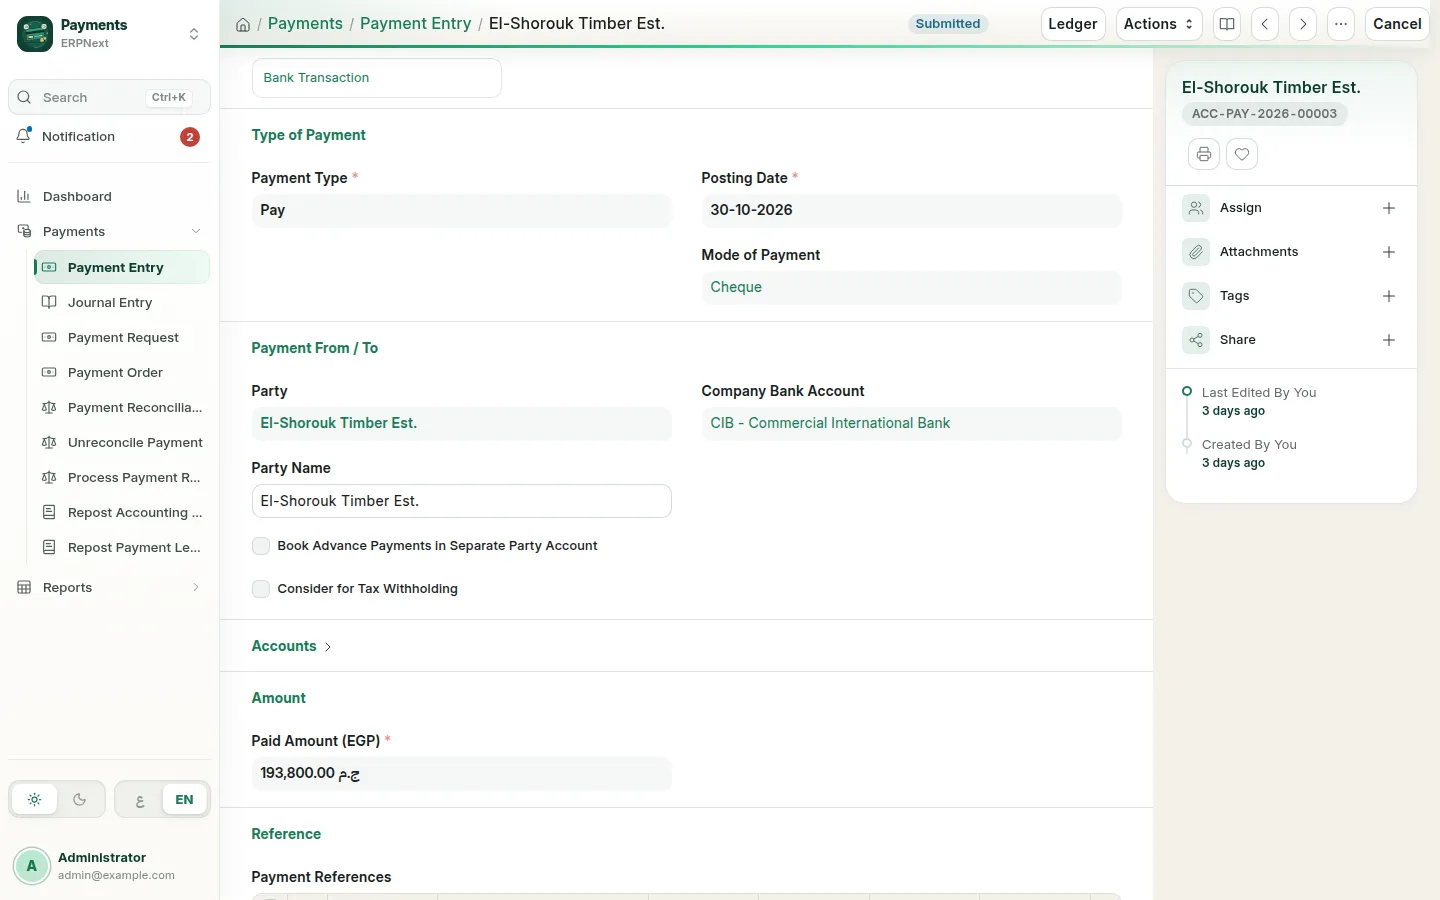 Payments
ERPNext
Search
Ctrl+K
Notification
2
Dashboard
Payments
Payment Entry
Journal Entry
Payment Request
Payment Order
Payment Reconcilia...
Unreconcile Payment
Process Payment R...
Repost Accounting ...
Repost Payment Le...
Reports
ع
EN
A
Administrator
admin@example.com
/ Payments / Payment Entry / El-Shorouk Timber Est.
Submitted
Ledger
Actions
Cancel
Bank Transaction
Type of Payment
Payment Type *
Pay
Posting Date *
30-10-2026
Mode of Payment
Cheque
Payment From / To
Party
El-Shorouk Timber Est.
Company Bank Account
CIB - Commercial International Bank
Party Name
El-Shorouk Timber Est.
Book Advance Payments in Separate Party Account
Consider for Tax Withholding
Accounts
Amount
Paid Amount (EGP) *
193,800.00 ج.م
Reference
Payment References
El-Shorouk Timber Est.
ACC-PAY-2026-00003
Assign
Attachments
Tags
Share
Last Edited By You
3 days ago
Created By You
3 days ago